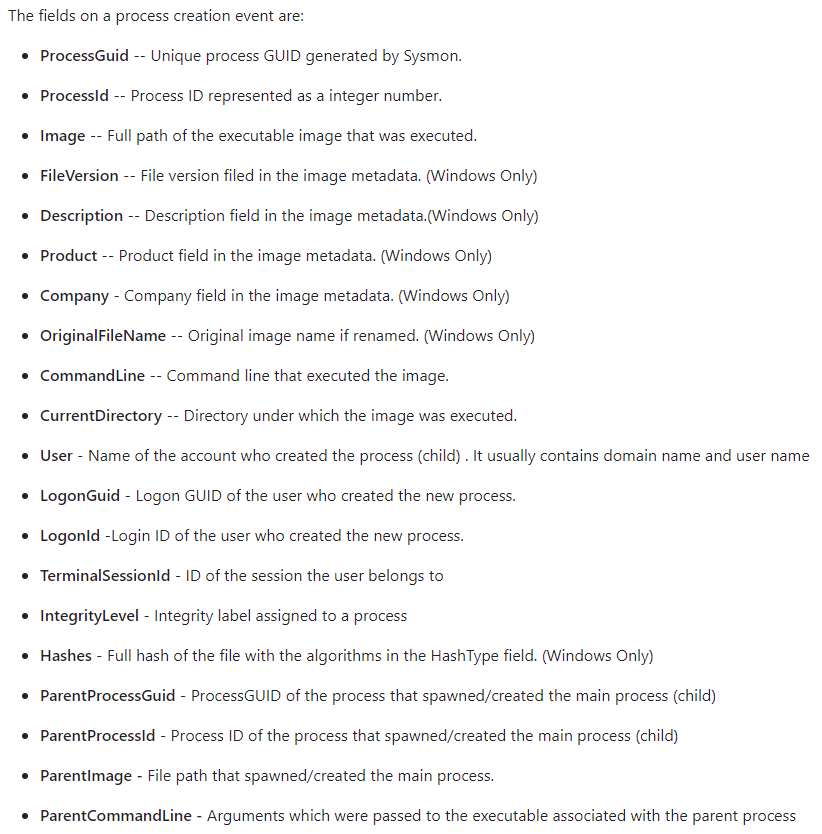 The fields on a process creation event are:
• ProcessGuid -- Unique process GUID generated by Sysmon.
• ProcessId -- Process ID represented as a integer number.
• Image -- Full path of the executable image that was executed.
• FileVersion -- File version filed in the image metadata. (Windows Only)
• Description -- Description field in the image metadata.(Windows Only)
• Product -- Product field in the image metadata. (Windows Only)
• Company - Company field in the image metadata. (Windows Only)
• OriginalFileName -- Original image name if renamed. (Windows Only)
• CommandLine -- Command line that executed the image.
• CurrentDirectory -- Directory under which the image was executed.
• User - Name of the account who created the process (child) . It usually contains domain name and user name
• LogonGuid - Logon GUID of the user who created the new process.
• LogonId -Login ID of the user who created the new process.
• TerminalSessionId - ID of the session the user belongs to
• IntegrityLevel - Integrity label assigned to a process
• Hashes - Full hash of the file with the algorithms in the HashType field. (Windows Only)
• ParentProcessGuid - ProcessGUID of the process that spawned/created the main process (child)
• ParentProcessId - Process ID of the process that spawned/created the main process (child)
• ParentImage - File path that spawned/created the main process.
• ParentCommandLine - Arguments which were passed to the executable associated with the parent process